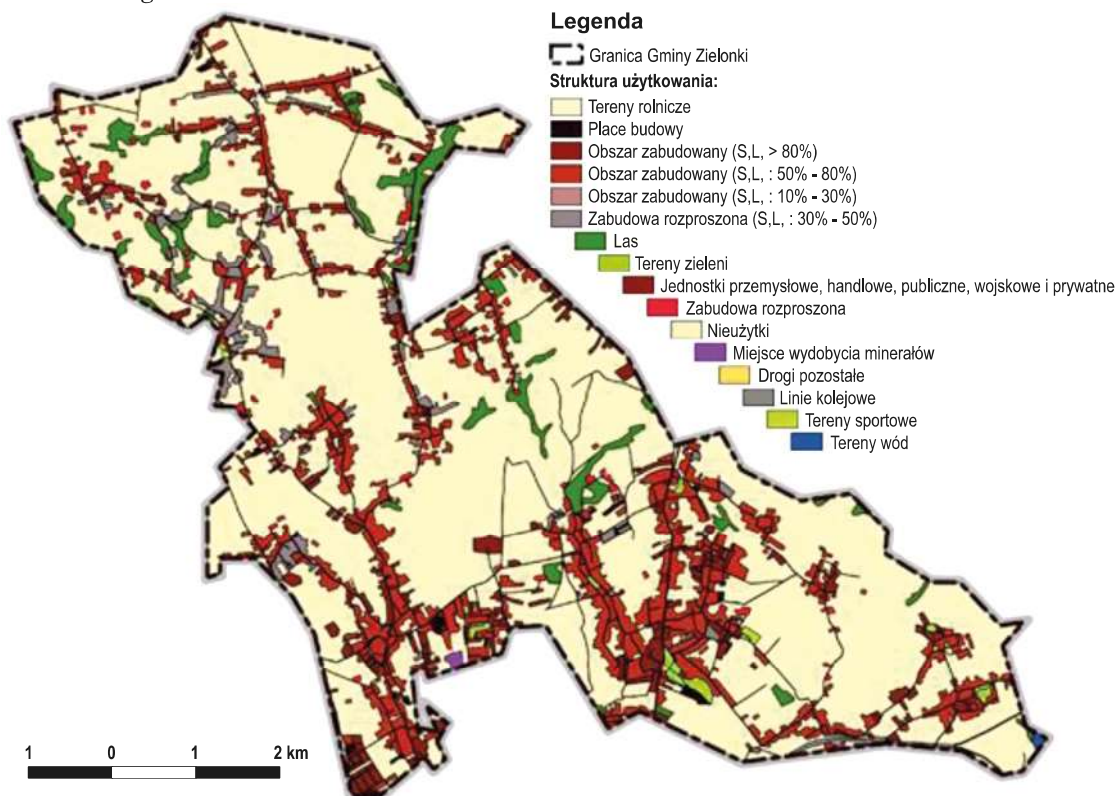 Legenda
Granica Gminy Zielonki
Struktura użytkowania:
Tereny rolnicze
Place budowy
Obszar zabudowany (S,L, > 80%)
Obszar zabudowany (S,L, : 50% - 80%)
Obszar zabudowany (S,L, : 10% - 30%)
Zabudowa rozproszona (S,L, : 30% - 50%)
Las
Tereny zieleni
Jednostki przemysłowe, handlowe, publiczne, wojskowe i prywatne
Zabudowa rozproszona
Nieużytki
Miejsce wydobycia minerałów
Drogi pozostałe
Linie kolejowe
Tereny sportowe
Tereny wód
1 0 1 2 km